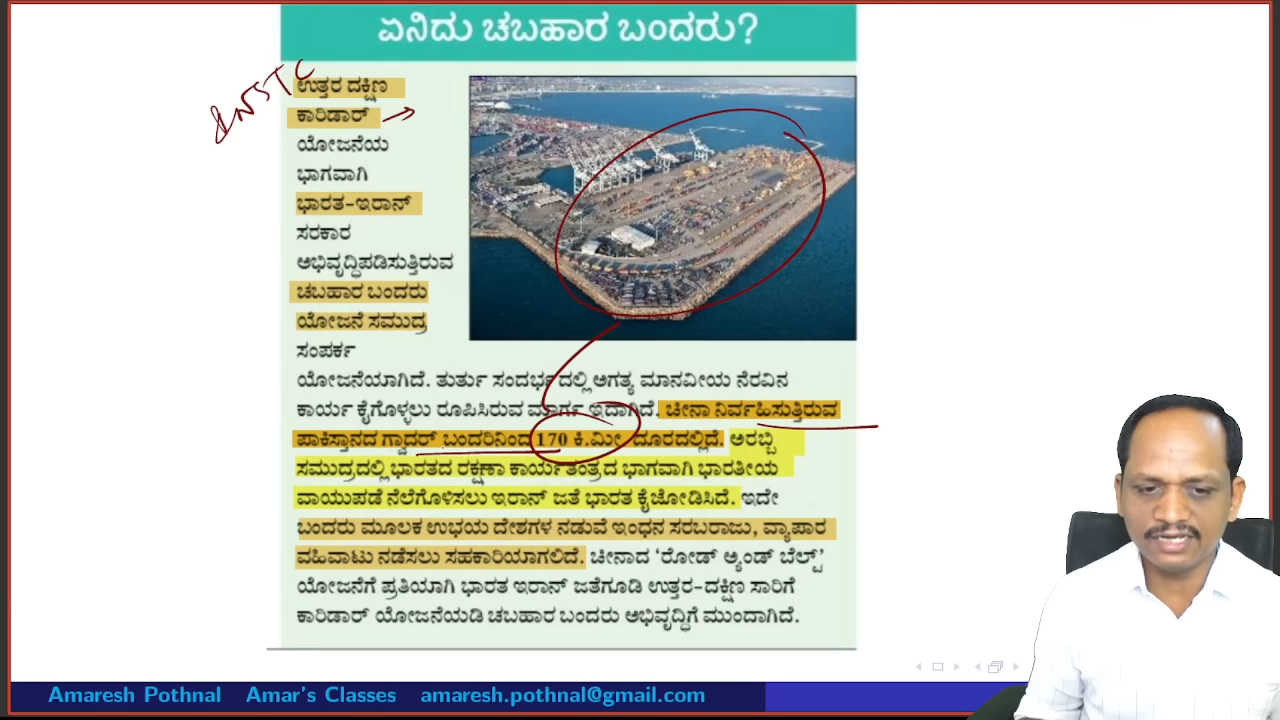 ಏನಿದು ಚಬಹಾರ ಬಂದರು?
INSTC
ಉತ್ತರ ದಕ್ಷಿಣ
ಕಾರಿಡಾರ್
ಯೋಜನೆಯ
ಭಾಗವಾಗಿ
ಭಾರತ-ಇರಾನ್
ಸರಕಾರ
ಅಭಿವೃದ್ಧಿಪಡಿಸುತ್ತಿರುವ
ಚಬಹಾರ ಬಂದರು
ಯೋಜನೆ ಸಮುದ್ರ
ಸಂಪರ್ಕ
ಯೋಜನೆಯಾಗಿದೆ. ತುರ್ತು ಸಂದರ್ಭದಲ್ಲಿ ಅಗತ್ಯ ಮಾನವೀಯ ನೆರವಿನ
ಕಾರ್ಯ ಕೈಗೊಳ್ಳಲು ರೂಪಿಸಿರುವ ಮಾರ್ಗ ಇದಾಗಿದೆ. ಚೀನಾ ನಿರ್ವಹಿಸುತ್ತಿರುವ
ಪಾಕಿಸ್ತಾನದ ಗ್ವಾದರ್ ಬಂದರಿನಿಂದ 170 ಕಿ.ಮೀ ದೂರದಲ್ಲಿದೆ. ಅರಬ್ಬಿ
ಸಮುದ್ರದಲ್ಲಿ ಭಾರತದ ರಕ್ಷಣಾ ಕಾರ್ಯತಂತ್ರದ ಭಾಗವಾಗಿ ಭಾರತೀಯ
ವಾಯುಪಡೆ ನೆಲೆಗೊಳಿಸಲು ಇರಾನ್ ಜತೆ ಭಾರತ ಕೈಜೋಡಿಸಿದೆ. ಇದೇ
ಬಂದರು ಮೂಲಕ ಉಭಯ ದೇಶಗಳ ನಡುವೆ ಇಂಧನ ಸರಬರಾಜು, ವ್ಯಾಪಾರ
ವಹಿವಾಟು ನಡೆಸಲು ಸಹಕಾರಿಯಾಗಲಿದೆ. ಚೀನಾದ 'ರೋಡ್ ಆ್ಯಂಡ್ ಬೆಲ್ಟ್'
ಯೋಜನೆಗೆ ಪ್ರತಿಯಾಗಿ ಭಾರತ ಇರಾನ್ ಜತೆಗೂಡಿ ಉತ್ತರ-ದಕ್ಷಿಣ ಸಾರಿಗೆ
ಕಾರಿಡಾರ್ ಯೋಜನೆಯಡಿ ಚಬಹಾರ ಬಂದರು ಅಭಿವೃದ್ಧಿಗೆ ಮುಂದಾಗಿದೆ.
Amaresh Pothnal Amar's Classes amaresh.pothnal@gmail.com